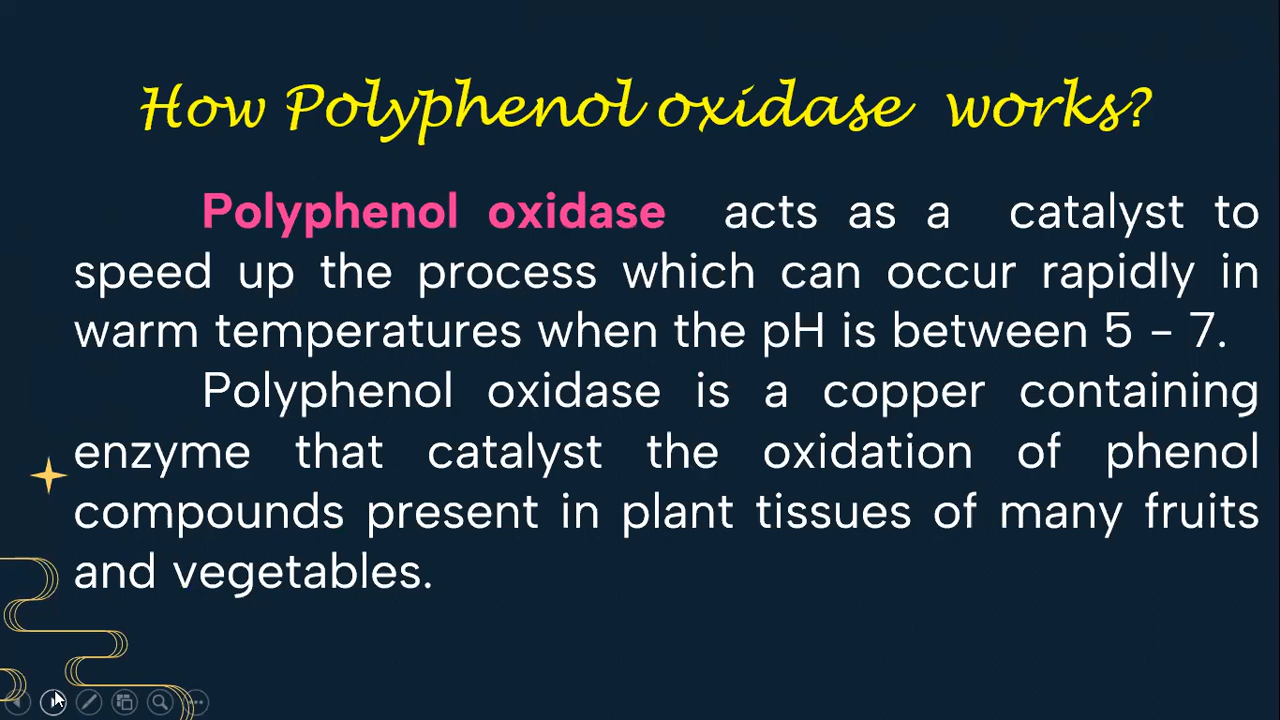 How Polyphenol oxidase works?
Polyphenol oxidase acts as a catalyst to
speed up the process which can occur rapidly in
warm temperatures when the pH is between 5 – 7.
Polyphenol oxidase is a copper containing
enzyme that catalyst the oxidation of phenol
compounds present in plant tissues of many fruits
and vegetables.